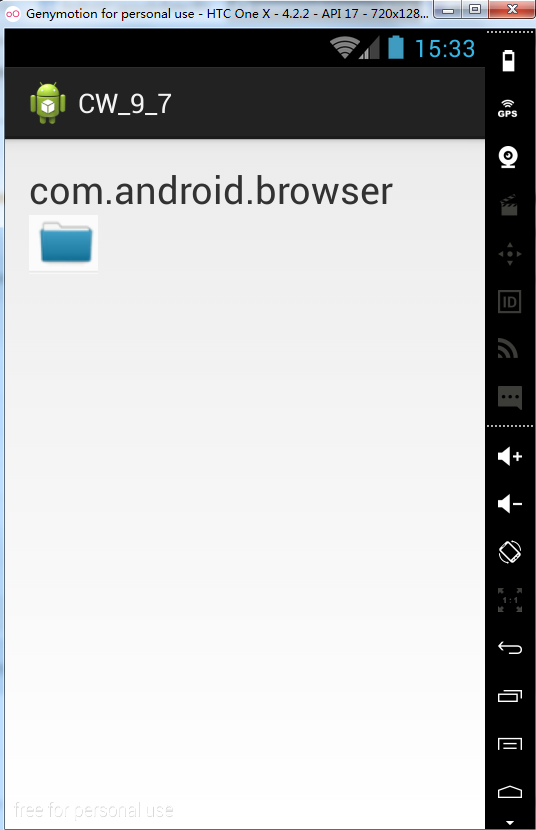 Genymotion for personal use - HTC One X - 4.2.2 - API 17 - 720x128...
15:33
CW_9_7
com.android.browser
GPS
ID
1:1
free for personal use